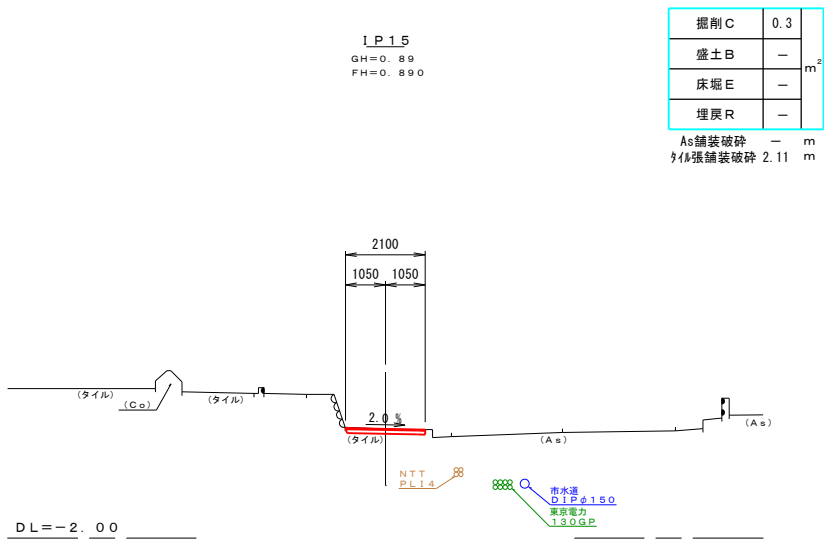 IP15
GH=0.89
FH=0.890
掘削C 0.3
盛土B －
床堀E －
埋戻R －
m²
As舗装破砕 － m
タイル張舗装破砕 2.11 m
2100
1050 1050
2.0 %
(タイル)
(Co)
(タイル)
(タイル)
(As)
(As)
NTT
PLI4
市水道
DIPφ150
東京電力
130GP
DL=－2.00